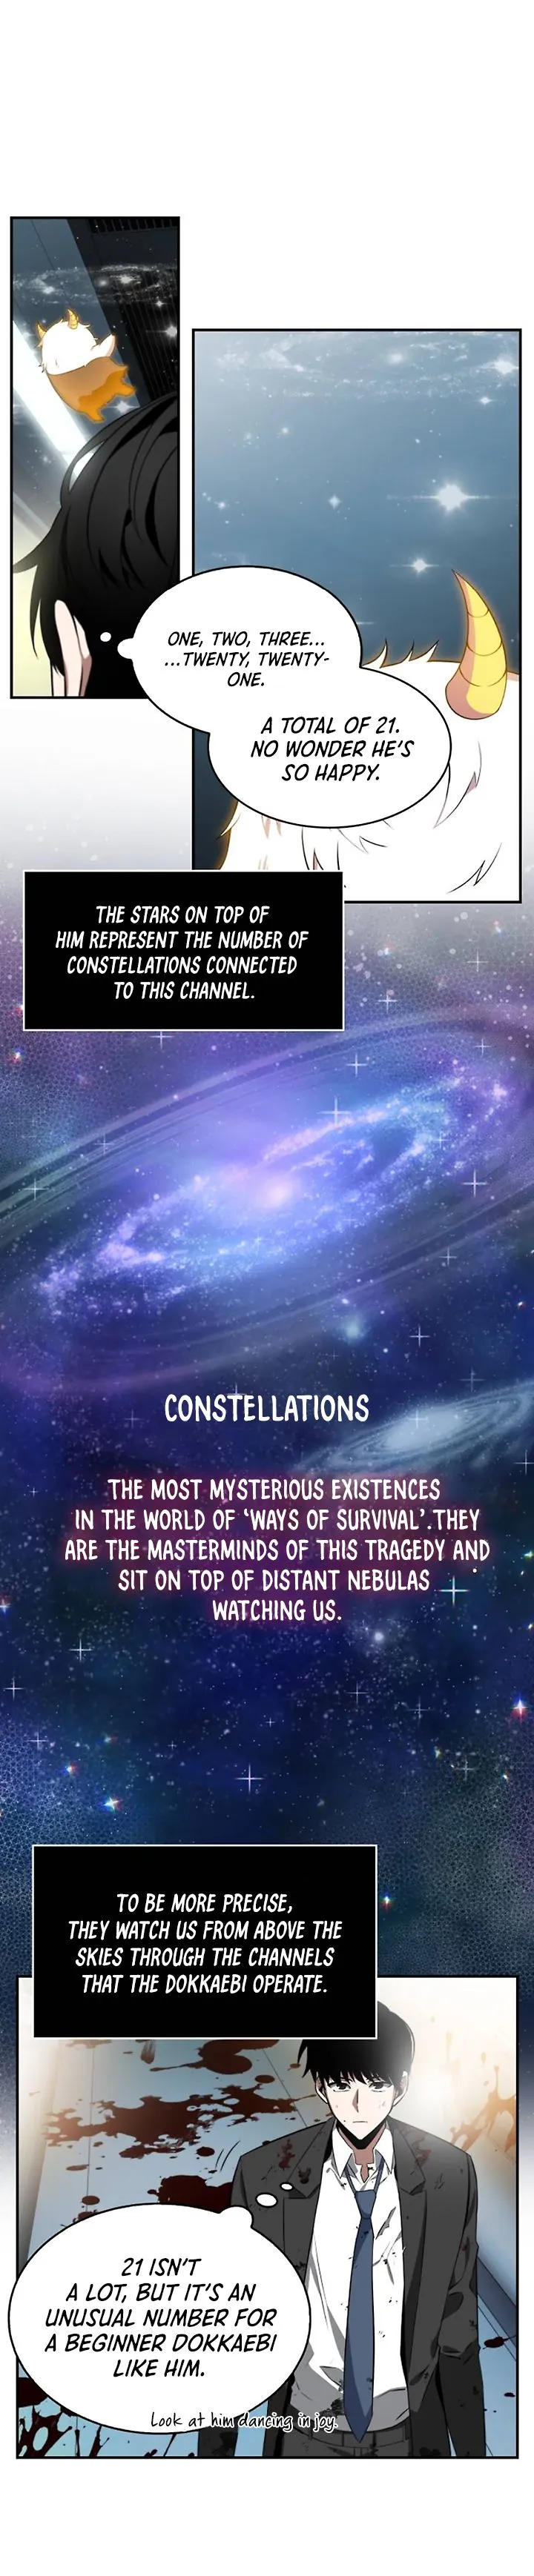 ONE, TWO, THREE...
...TWENTY, TWENTY-
ONE.
A TOTAL OF 21.
NO WONDER HE'S
SO HAPPY.
THE STARS ON TOP OF
HIM REPRESENT THE NUMBER OF
CONSTELLATIONS CONNECTED
TO THIS CHANNEL.
CONSTELLATIONS
THE MOST MYSTERIOUS EXISTENCES
IN THE WORLD OF 'WAYS OF SURVIVAL'.THEY
ARE THE MASTERMINDS OF THIS TRAGEDY AND
SIT ON TOP OF DISTANT NEBULAS
WATCHING US.
TO BE MORE PRECISE,
THEY WATCH US FROM ABOVE THE
SKIES THROUGH THE CHANNELS
THAT THE DOKKAEBI OPERATE.
21 ISN'T
A LOT, BUT IT'S AN
UNUSUAL NUMBER FOR
A BEGINNER DOKKAEBI
LIKE HIM.
Look at him dancing in joy.